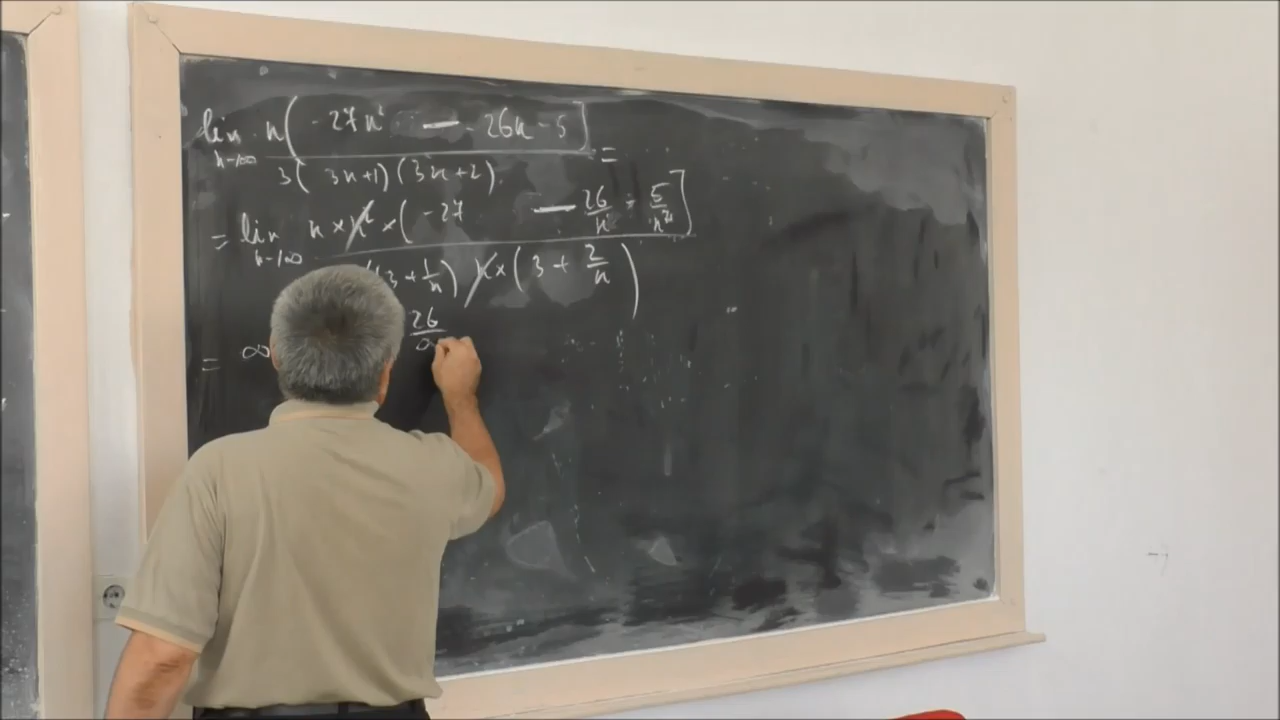 lim n→∞ n( -27n² — 26n - 5 ] / 3( 3n+1) (3n+2) =
= lim n→∞ n × n² × ( -27 — 26/n - 5/n² ] / (3 + 1/n) n × ( 3 + 2/n )
= ∞ 26/∞